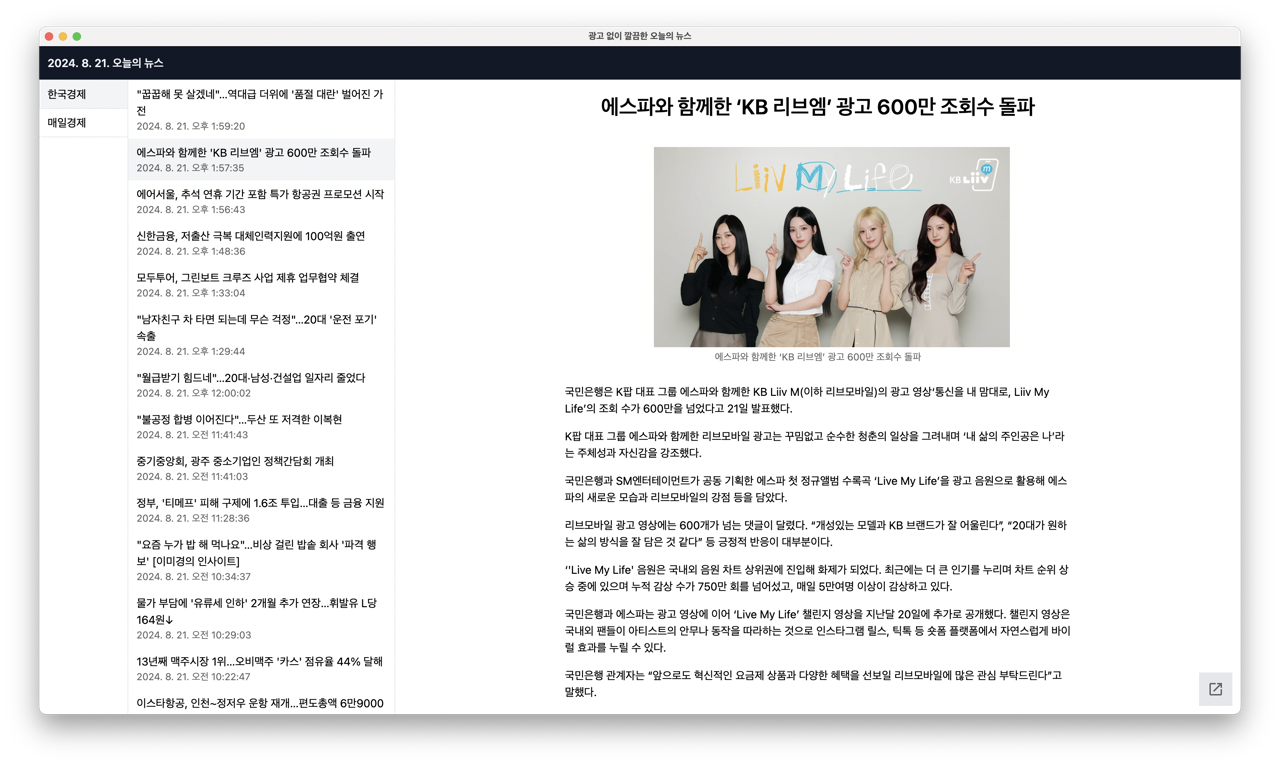 광고 없이 깔끔한 오늘의 뉴스
2024. 8. 21. 오늘의 뉴스
한국경제
매일경제
"꿉꿉해 못 살겠네"...역대급 더위에 '품절 대란' 벌어진 가
전
2024. 8. 21. 오후 1:59:20
에스파와 함께한 'KB 리브엠' 광고 600만 조회수 돌파
2024. 8. 21. 오후 1:57:35
에어서울, 추석 연휴 기간 포함 특가 항공권 프로모션 시작
2024. 8. 21. 오후 1:56:43
신한금융, 저출산 극복 대체인력지원에 100억원 출연
2024. 8. 21. 오후 1:48:36
모두투어, 그린보트 크루즈 사업 제휴 업무협약 체결
2024. 8. 21. 오후 1:33:04
"남자친구 차 타면 되는데 무슨 걱정"...20대 '운전 포기'
속출
2024. 8. 21. 오후 1:29:44
"월급받기 힘드네"...20대·남성·건설업 일자리 줄었다
2024. 8. 21. 오후 12:00:02
"불공정 합병 이어진다"...두산 또 저격한 이복현
2024. 8. 21. 오전 11:41:43
중기중앙회, 광주 중소기업인 정책간담회 개최
2024. 8. 21. 오전 11:41:03
정부, '티메프' 피해 구제에 1.6조 투입...대출 등 금융 지원
2024. 8. 21. 오전 11:28:36
"요즘 누가 밥 해 먹나요"...비상 걸린 밥솥 회사 '파격 행
보' [이미경의 인사이트]
2024. 8. 21. 오전 10:34:37
물가 부담에 '유류세 인하' 2개월 추가 연장...휘발유 L당
164원↓
2024. 8. 21. 오전 10:29:03
13년째 맥주시장 1위...오비맥주 '카스' 점유율 44% 달해
2024. 8. 21. 오전 10:22:47
이스타항공, 인천~정저우 운항 재개...편도총액 6만9000
에스파와 함께한 ‘KB 리브엠’ 광고 600만 조회수 돌파
Liiv My Life
KB Liiv m
에스파와 함께한 ‘KB 리브엠’ 광고 600만 조회수 돌파
국민은행은 K팝 대표 그룹 에스파와 함께한 KB Liiv M(이하 리브모바일)의 광고 영상‘통신을 내 맘대로, Liiv My
Life’의 조회 수가 600만을 넘었다고 21일 발표했다.
K팝 대표 그룹 에스파와 함께한 리브모바일 광고는 꾸밈없고 순수한 청춘의 일상을 그려내며 ‘내 삶의 주인공은 나’라
는 주체성과 자신감을 강조했다.
국민은행과 SM엔터테이먼트가 공동 기획한 에스파 첫 정규앨범 수록곡 ‘Live My Life’을 광고 음원으로 활용해 에스
파의 새로운 모습과 리브모바일의 강점 등을 담았다.
리브모바일 광고 영상에는 600개가 넘는 댓글이 달렸다. “개성있는 모델과 KB 브랜드가 잘 어울린다”, “20대가 원하
는 삶의 방식을 잘 담은 것 같다” 등 긍정적 반응이 대부분이다.
‘'Live My Life' 음원은 국내외 음원 차트 상위권에 진입해 화제가 되었다. 최근에는 더 큰 인기를 누리며 차트 순위 상
승 중에 있으며 누적 감상 수가 750만 회를 넘어섰고, 매일 5만여명 이상이 감상하고 있다.
국민은행과 에스파는 광고 영상에 이어 ‘Live My Life’ 챌린지 영상을 지난달 20일에 추가로 공개했다. 챌린지 영상은
국내외 팬들이 아티스트의 안무나 동작을 따라하는 것으로 인스타그램 릴스, 틱톡 등 숏폼 플랫폼에서 자연스럽게 바이
럴 효과를 누릴 수 있다.
국민은행 관계자는 “앞으로도 혁신적인 요금제 상품과 다양한 혜택을 선보일 리브모바일에 많은 관심 부탁드린다”고
말했다.